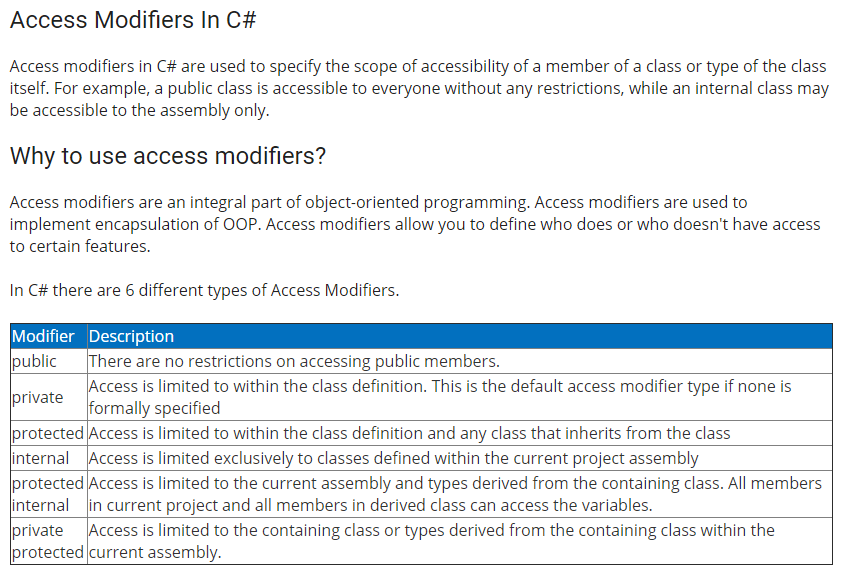 Access Modifiers In C#
Access modifiers in C# are used to specify the scope of accessibility of a member of a class or type of the class
itself. For example, a public class is accessible to everyone without any restrictions, while an internal class may
be accessible to the assembly only.
Why to use access modifiers?
Access modifiers are an integral part of object-oriented programming. Access modifiers are used to
implement encapsulation of OOP. Access modifiers allow you to define who does or who doesn't have access
to certain features.
In C# there are 6 different types of Access Modifiers.
Modifier Description
public There are no restrictions on accessing public members.
private Access is limited to within the class definition. This is the default access modifier type if none is
formally specified
protected Access is limited to within the class definition and any class that inherits from the class
internal Access is limited exclusively to classes defined within the current project assembly
protected Access is limited to the current assembly and types derived from the containing class. All members
internal in current project and all members in derived class can access the variables.
private Access is limited to the containing class or types derived from the containing class within the
protected current assembly.